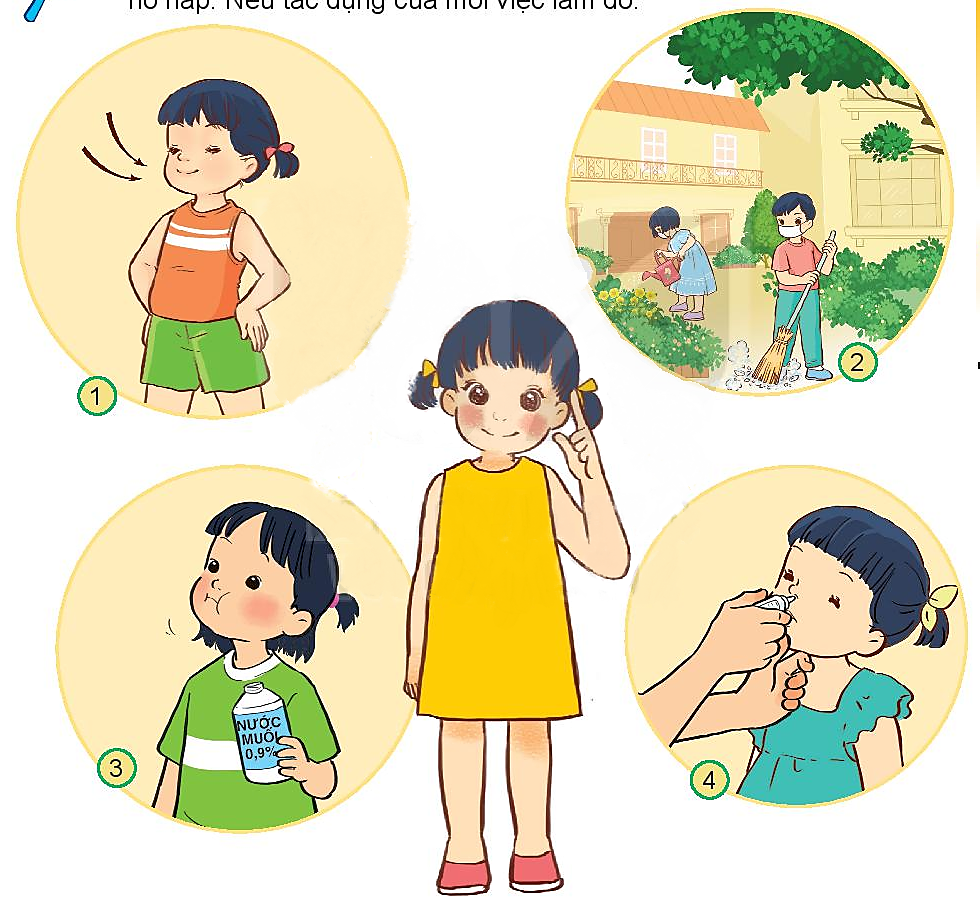 hô hấp. Nêu tác dụng của mỗi việc làm đó.
1
2
3
NƯỚC
MUỐI
0,9%
4